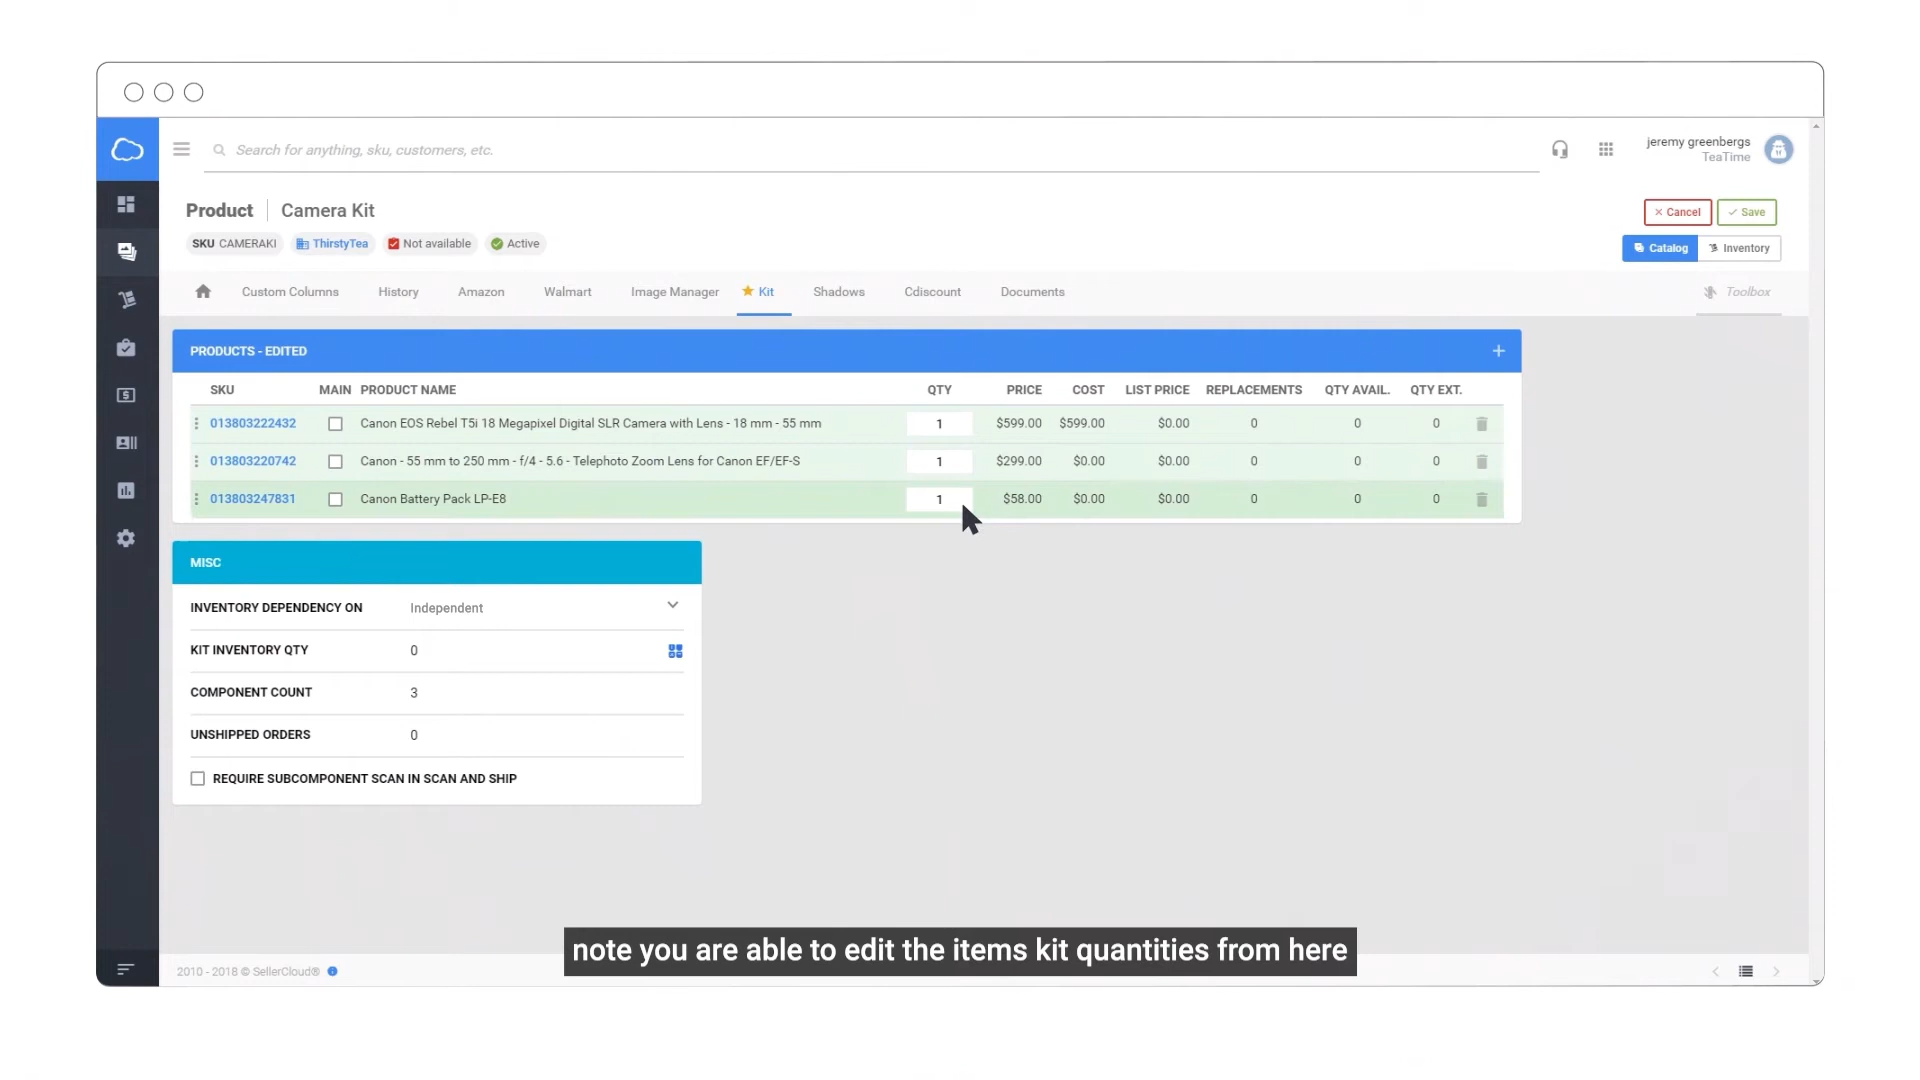 Search for anything, sku, customers, etc.
jeremy greenbergs
TeaTime
Product Camera Kit
Cancel Save
SKU CAMERAKI ThirstyTea Not available Active
Catalog Inventory
Custom Columns History Amazon Walmart Image Manager Kit Shadows Cdiscount Documents Toolbox
PRODUCTS - EDITED
SKU MAIN PRODUCT NAME QTY PRICE COST LIST PRICE REPLACEMENTS QTY AVAIL. QTY EXT.
013803222432 Canon EOS Rebel T5i 18 Megapixel Digital SLR Camera with Lens - 18 mm - 55 mm 1 $599.00 $599.00 $0.00 0 0 0
013803220742 Canon - 55 mm to 250 mm - f/4 - 5.6 - Telephoto Zoom Lens for Canon EF/EF-S 1 $299.00 $0.00 $0.00 0 0 0
013803247831 Canon Battery Pack LP-E8 1 $58.00 $0.00 $0.00 0 0 0
MISC
INVENTORY DEPENDENCY ON Independent
KIT INVENTORY QTY 0
COMPONENT COUNT 3
UNSHIPPED ORDERS 0
REQUIRE SUBCOMPONENT SCAN IN SCAN AND SHIP
note you are able to edit the items kit quantities from here
2010 - 2018 © SellerCloud®